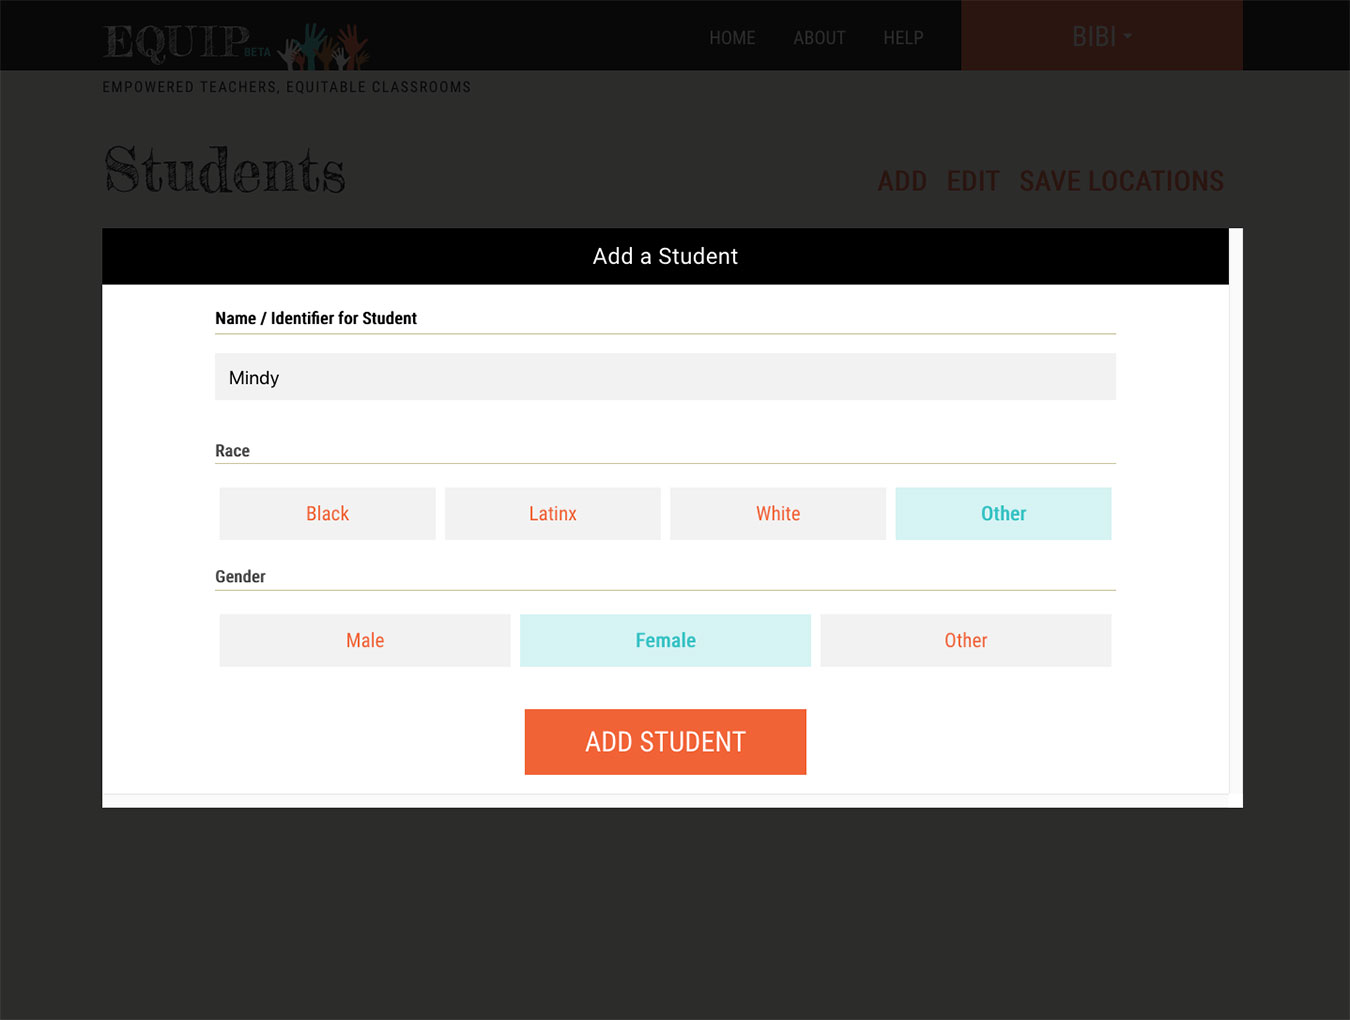 EQUIP BETA
HOME ABOUT HELP BIBI
EMPOWERED TEACHERS, EQUITABLE CLASSROOMS
Students
ADD EDIT SAVE LOCATIONS
Add a Student
Name / Identifier for Student
Mindy
Race
Black Latinx White Other
Gender
Male Female Other
ADD STUDENT